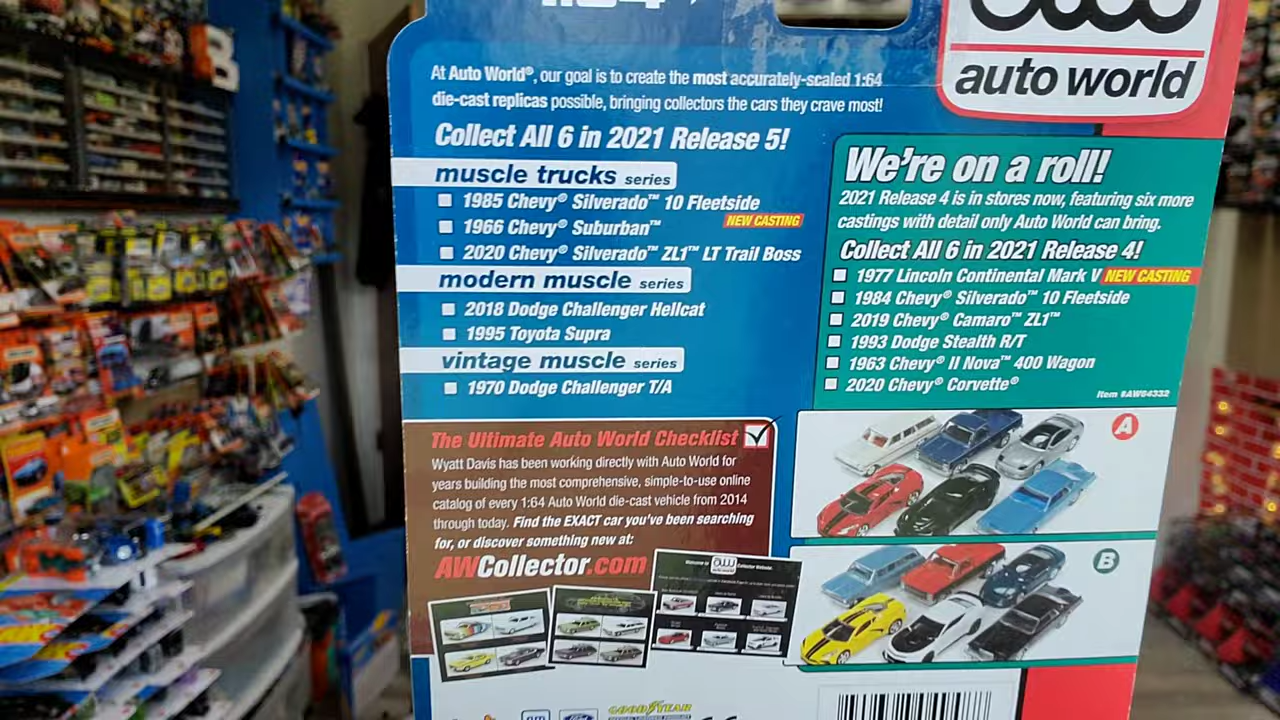 auto world
At Auto World®, our goal is to create the most accurately-scaled 1:64
die-cast replicas possible, bringing collectors the cars they crave most!
Collect All 6 in 2021 Release 5!
muscle trucks series
1985 Chevy® Silverado™ 10 Fleetside
1966 Chevy® Suburban™ NEW CASTING
2020 Chevy® Silverado™ ZL1™ LT Trail Boss
modern muscle series
2018 Dodge Challenger Hellcat
1995 Toyota Supra
vintage muscle series
1970 Dodge Challenger T/A
We're on a roll!
2021 Release 4 is in stores now, featuring six more
castings with detail only Auto World can bring.
Collect All 6 in 2021 Release 4!
1977 Lincoln Continental Mark V NEW CASTING
1984 Chevy® Silverado™ 10 Fleetside
2019 Chevy® Camaro™ ZL1™
1993 Dodge Stealth R/T
1963 Chevy® II Nova™ 400 Wagon
2020 Chevy® Corvette®
Item #AW64332
The Ultimate Auto World Checklist
Wyatt Davis has been working directly with Auto World for
years building the most comprehensive, simple-to-use online
catalog of every 1:64 Auto World die-cast vehicle from 2014
through today. Find the EXACT car you've been searching
for, or discover something new at:
AWCollector.com
A
B
GOODYEAR